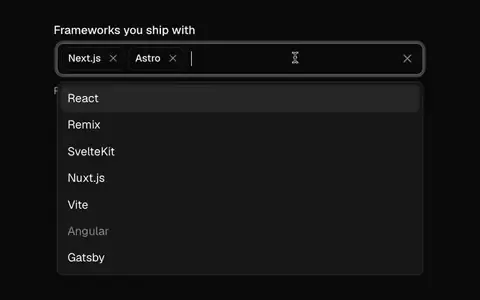 Frameworks you ship with
Next.js Astro
React
Remix
SvelteKit
Nuxt.js
Vite
Angular
Gatsby